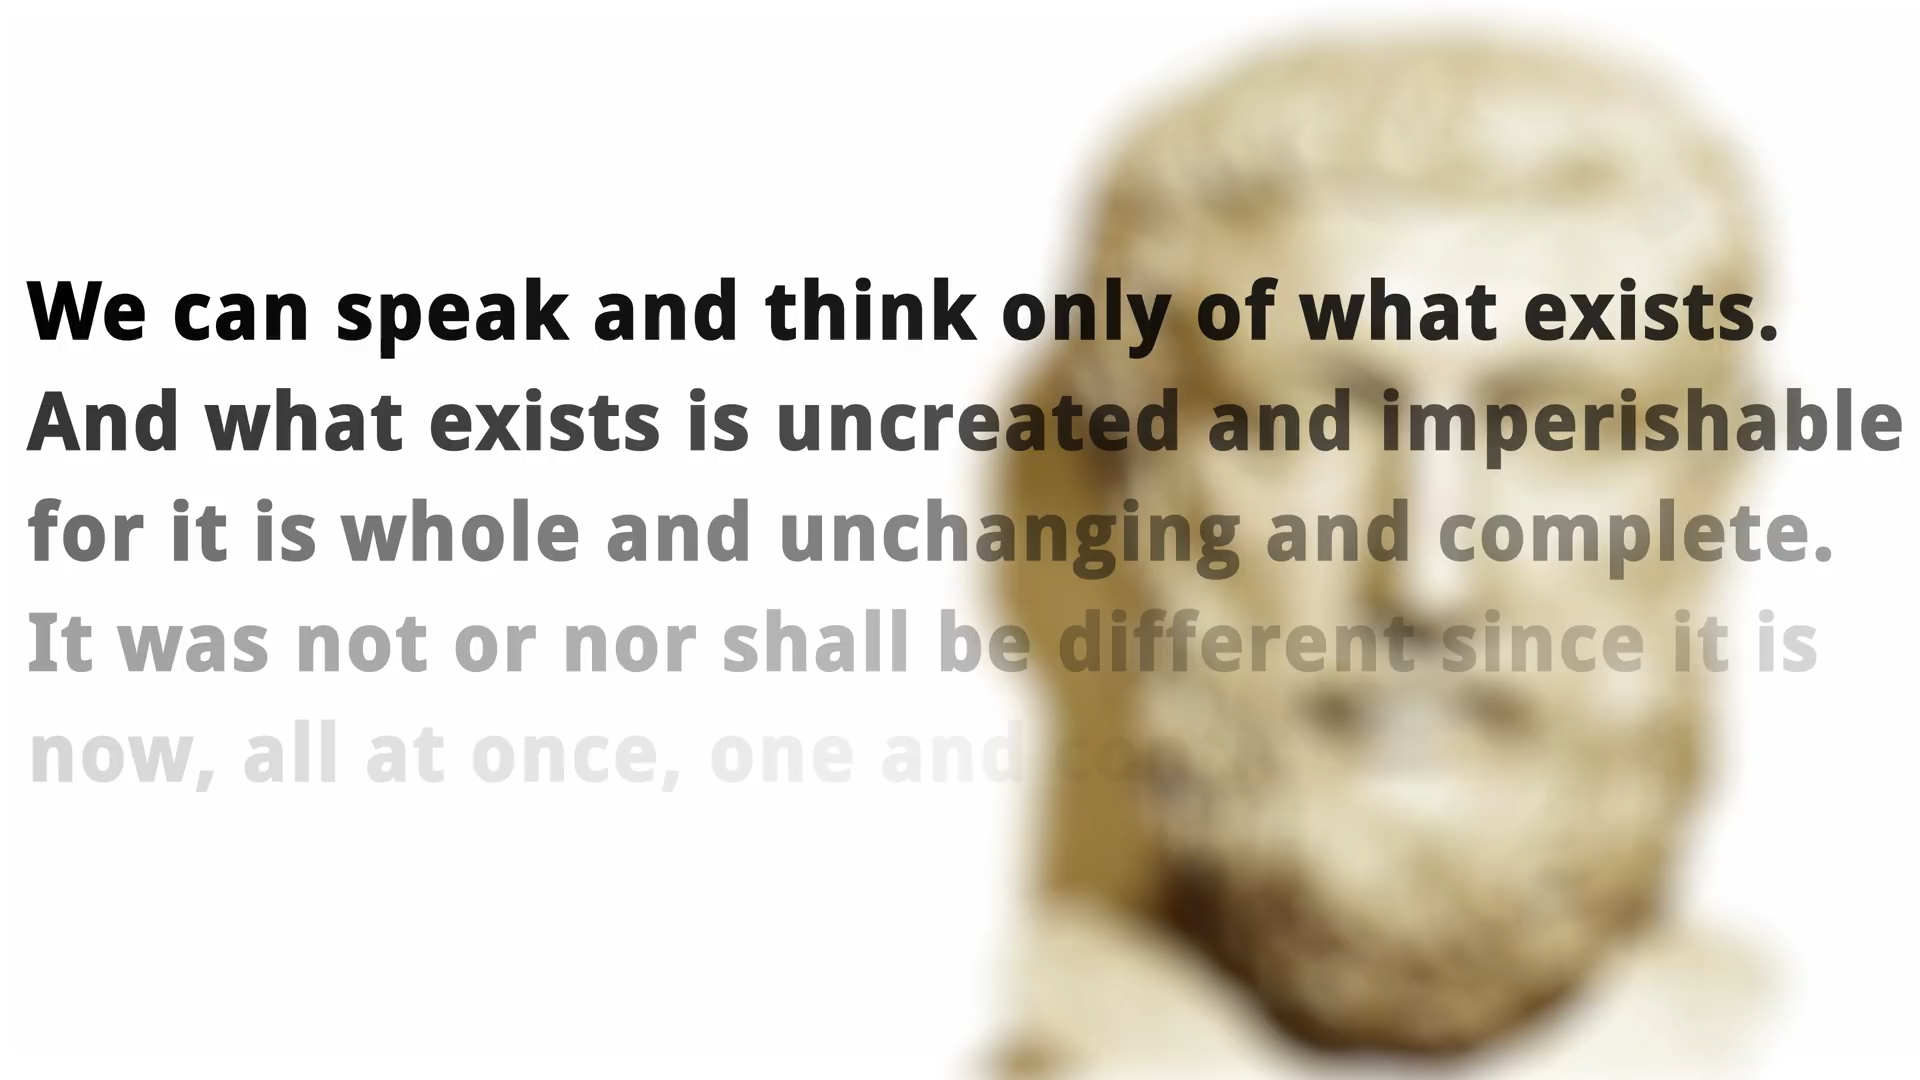 We can speak and think only of what exists.
And what exists is uncreated and imperishable
for it is whole and unchanging and complete.
It was not or nor shall be different since it is
now, all at once, one and